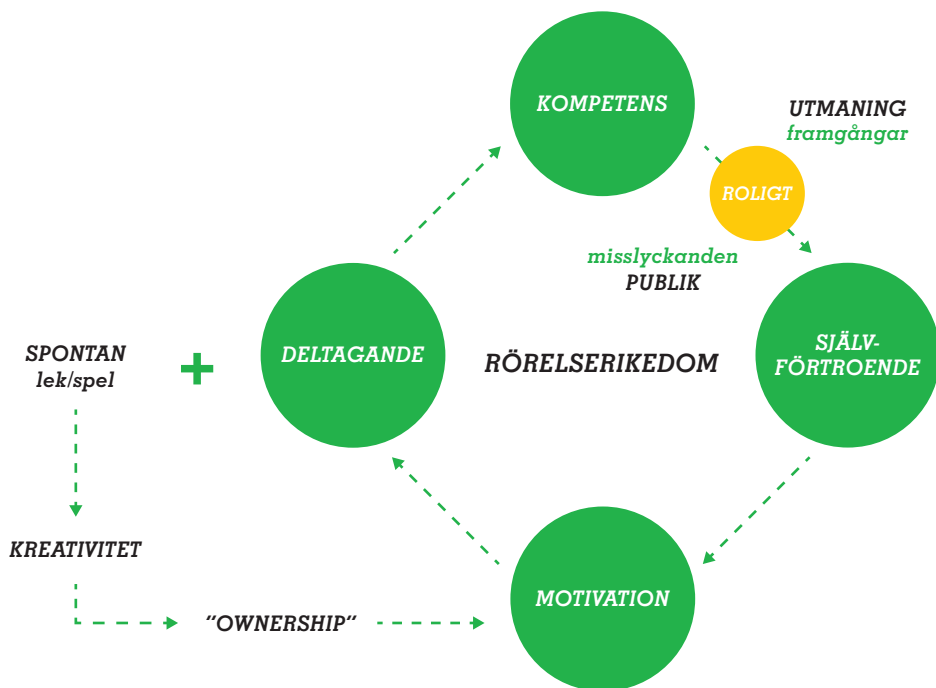 KOMPETENS
UTMANING
framgångar
ROLIGT
misslyckanden
PUBLIK
SJÄLV-
FÖRTROENDE
DELTAGANDE
RÖRELSERIKEDOM
SPONTAN
lek/spel
+
KREATIVITET
"OWNERSHIP"
MOTIVATION